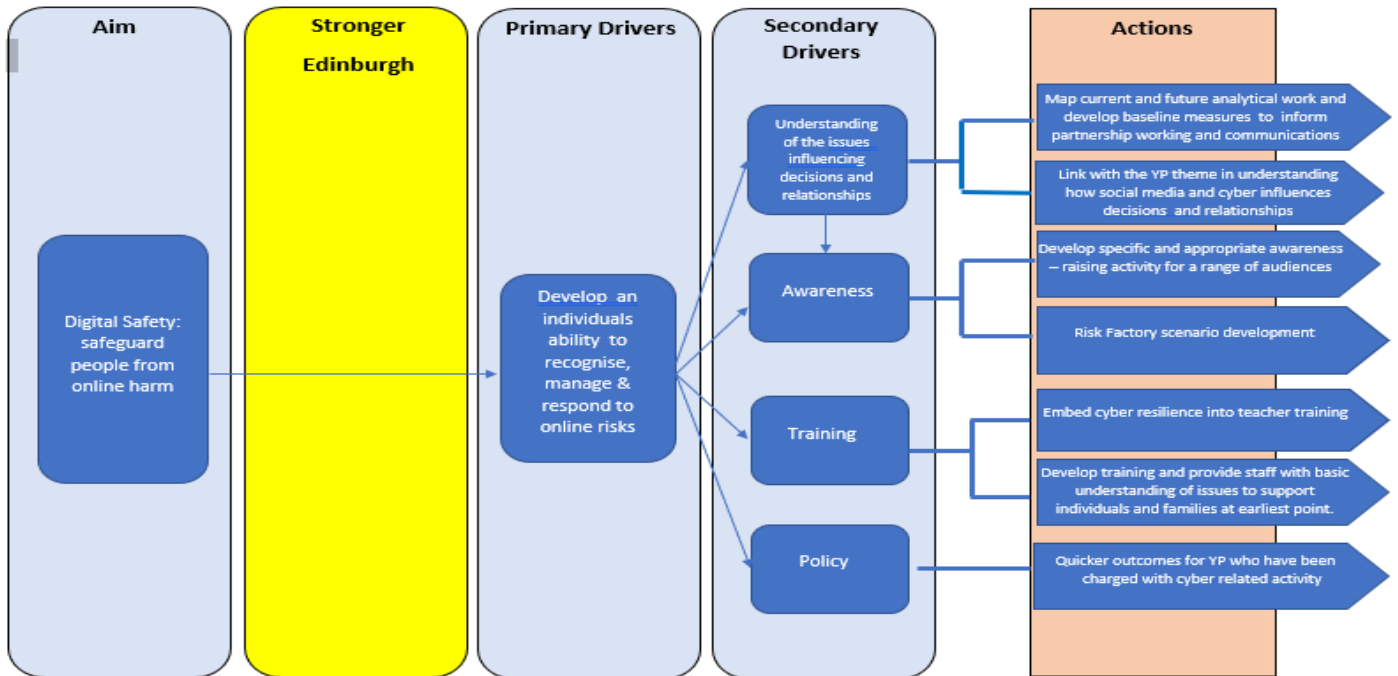 Aim
Stronger
Edinburgh
Primary Drivers
Secondary
Drivers
Actions
Digital Safety:
safeguard
people from
online harm
Develop an
individuals
ability to
recognise,
manage &
respond to
online risks
Understanding
of the issues
influencing
decisions and
relationships
Awareness
Training
Policy
Map current and future analytical work and
develop baseline measures to inform
partnership working and communications
Link with the YP theme in understanding
how social media and cyber influences
decisions and relationships
Develop specific and appropriate awareness
– raising activity for a range of audiences
Risk Factory scenario development
Embed cyber resilience into teacher training
Develop training and provide staff with basic
understanding of issues to support
individuals and families at earliest point.
Quicker outcomes for YP who have been
charged with cyber related activity